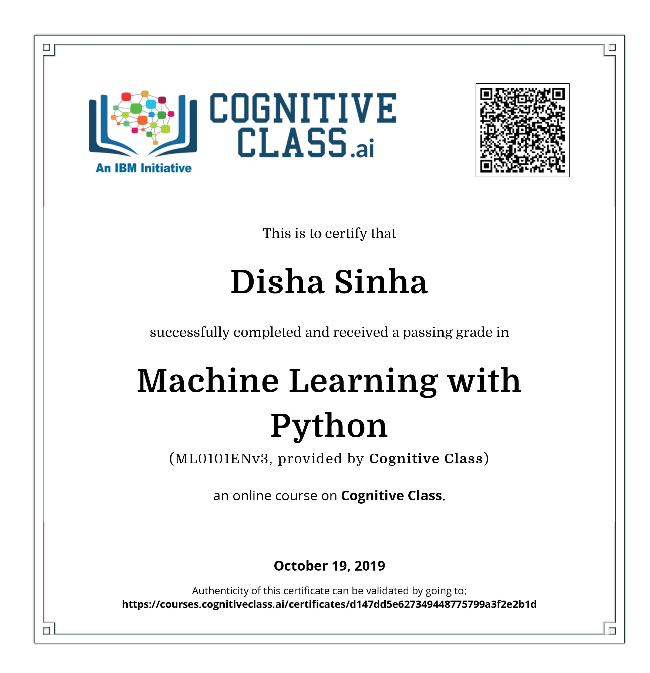 COGNITIVE
CLASS.ai
An IBM Initiative
This is to certify that
Disha Sinha
successfully completed and received a passing grade in
Machine Learning with
Python
(ML0101ENv3, provided by Cognitive Class)
an online course on Cognitive Class.
October 19, 2019
Authenticity of this certificate can be validated by going to:
https://courses.cognitiveclass.ai/certificates/d147dd5e627349448775799a3f2e2b1d